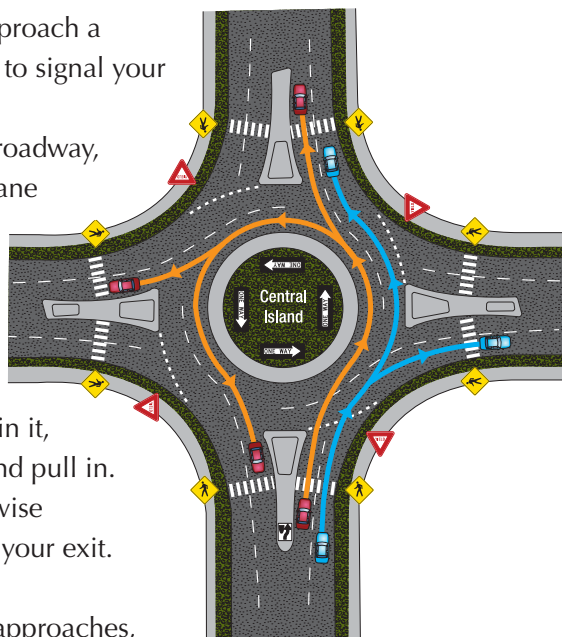 proach a
to signal your
roadway,
ane
in it,
nd pull in.
wise
your exit.
approaches,
ONE WAY
Central
Island
ONE WAY
ONE WAY
ONE WAY